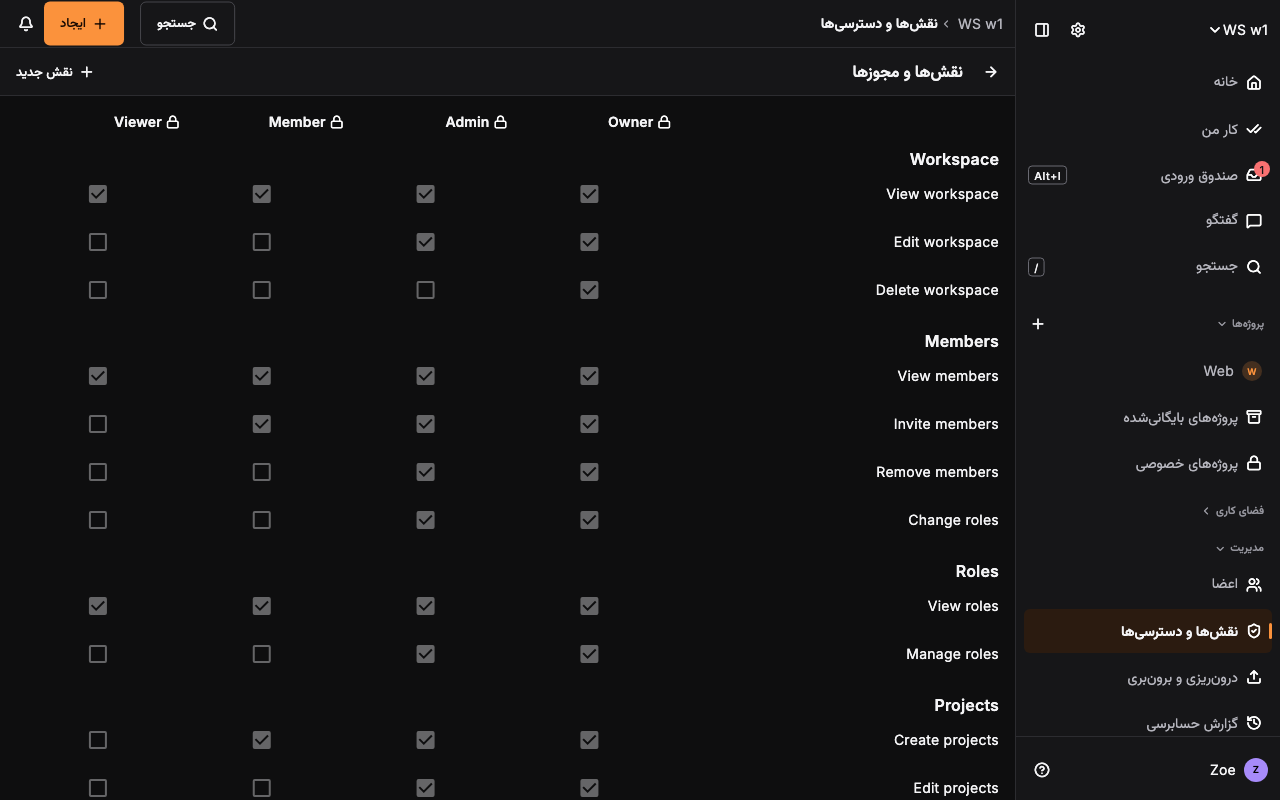 WS w1
خانه
کار من
صندوق ورودی 1 Alt+I
گفتگو
جستجو /
پروژه‌ها
W Web
پروژه‌های بایگانی‌شده
پروژه‌های خصوصی
فضای کاری
مدیریت
اعضا
نقش‌ها و دسترسی‌ها
درون‌ریزی و برون‌بری
گزارش حسابرسی
Z Zoe
WS w1 › نقش‌ها و دسترسی‌ها
جستجو
ایجاد
نقش‌ها و مجوزها
نقش جدید
Owner Admin Member Viewer
Workspace
View workspace
Edit workspace
Delete workspace
Members
View members
Invite members
Remove members
Change roles
Roles
View roles
Manage roles
Projects
Create projects
Edit projects